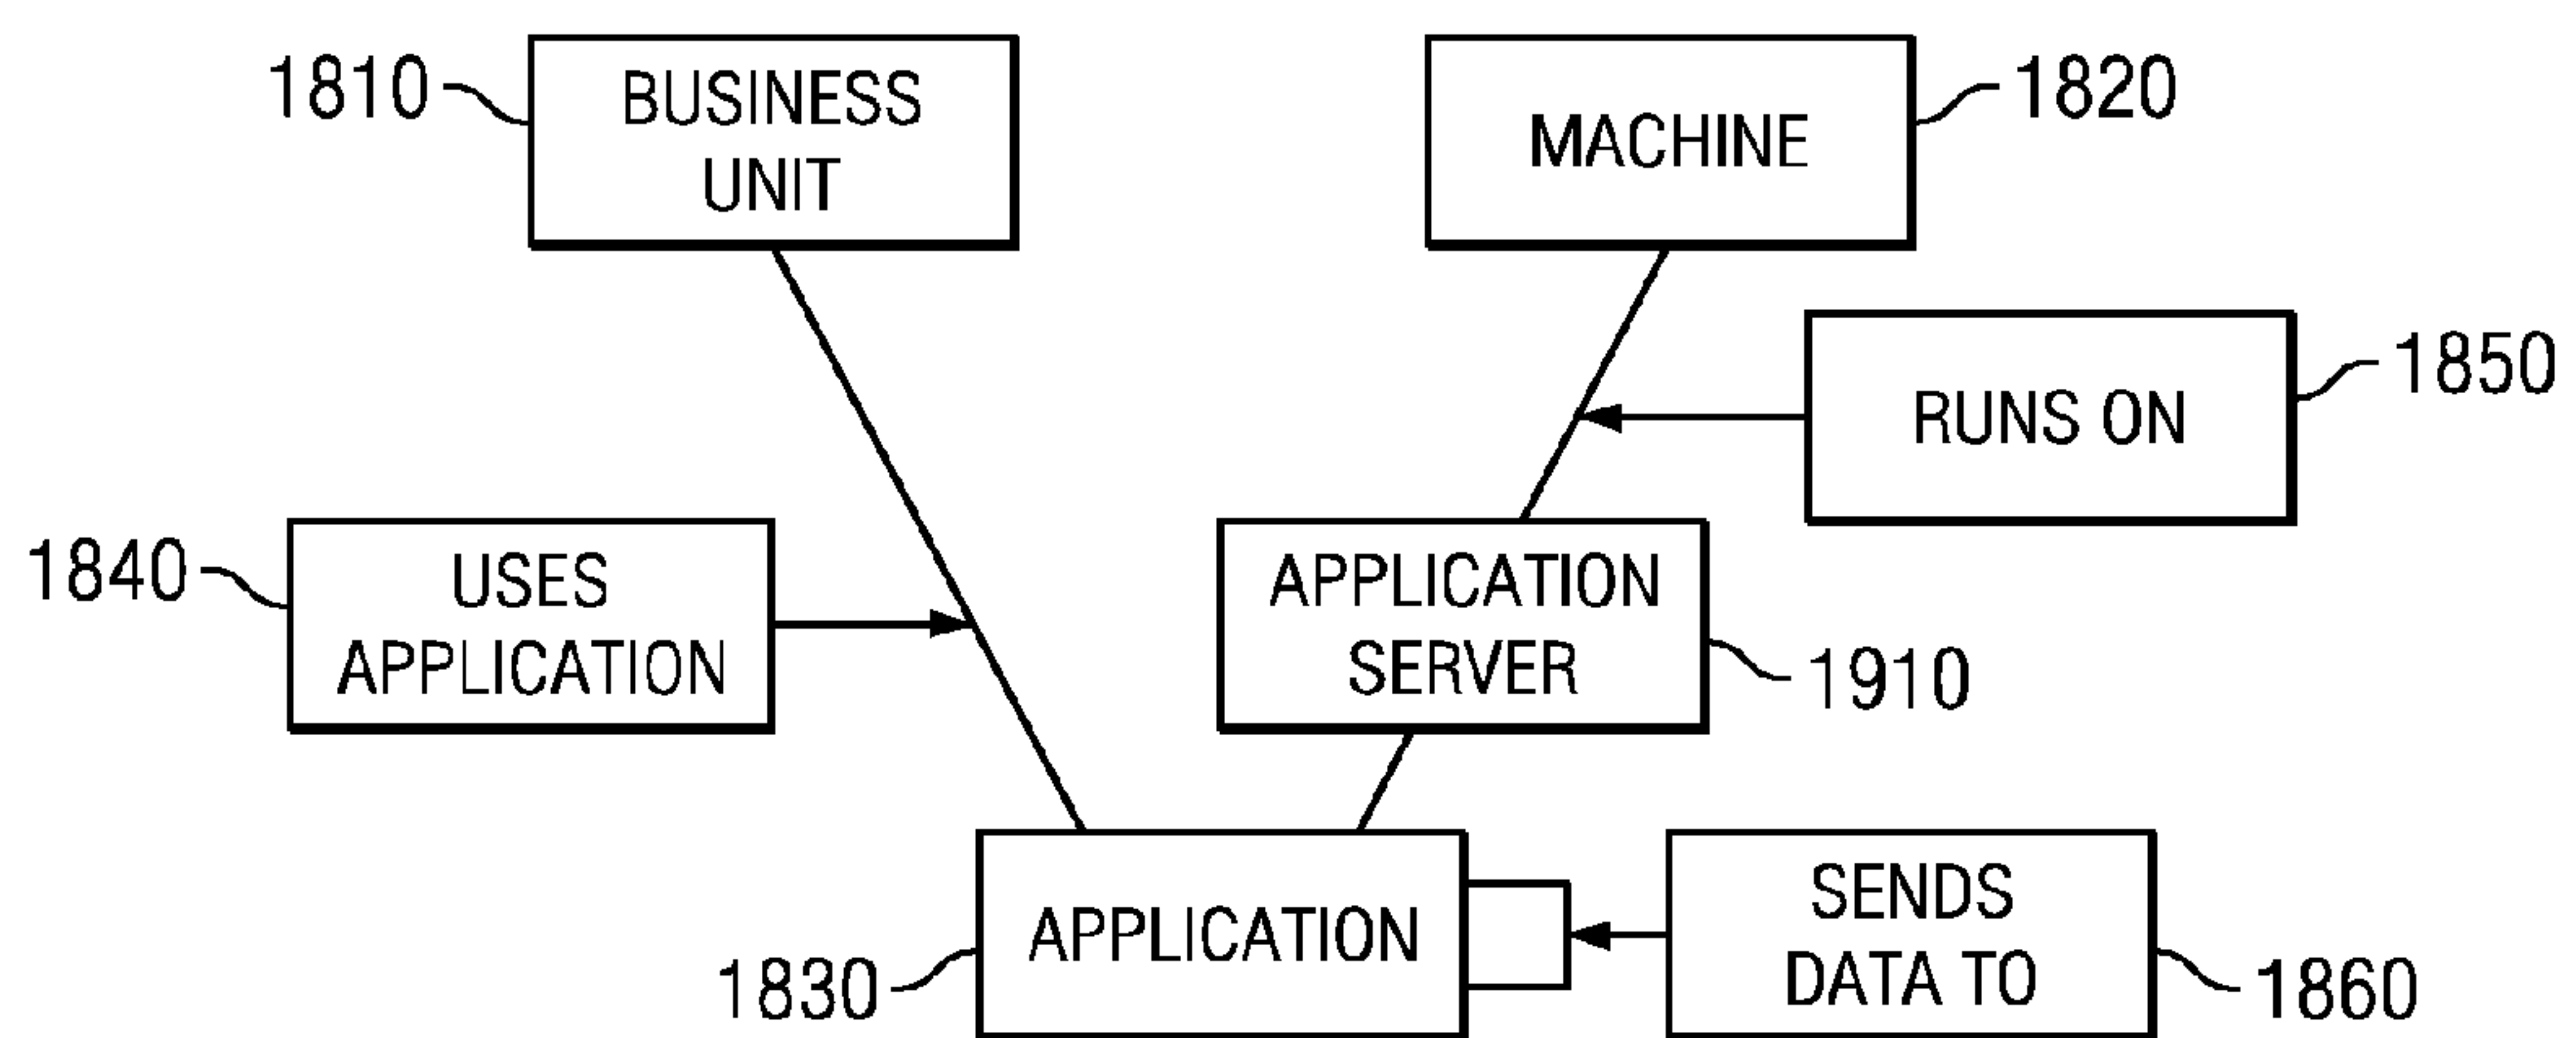 1810
BUSINESS
UNIT
MACHINE
1820
RUNS ON
1850
1840
USES
APPLICATION
APPLICATION
SERVER
1910
1830
APPLICATION
SENDS
DATA TO
1860